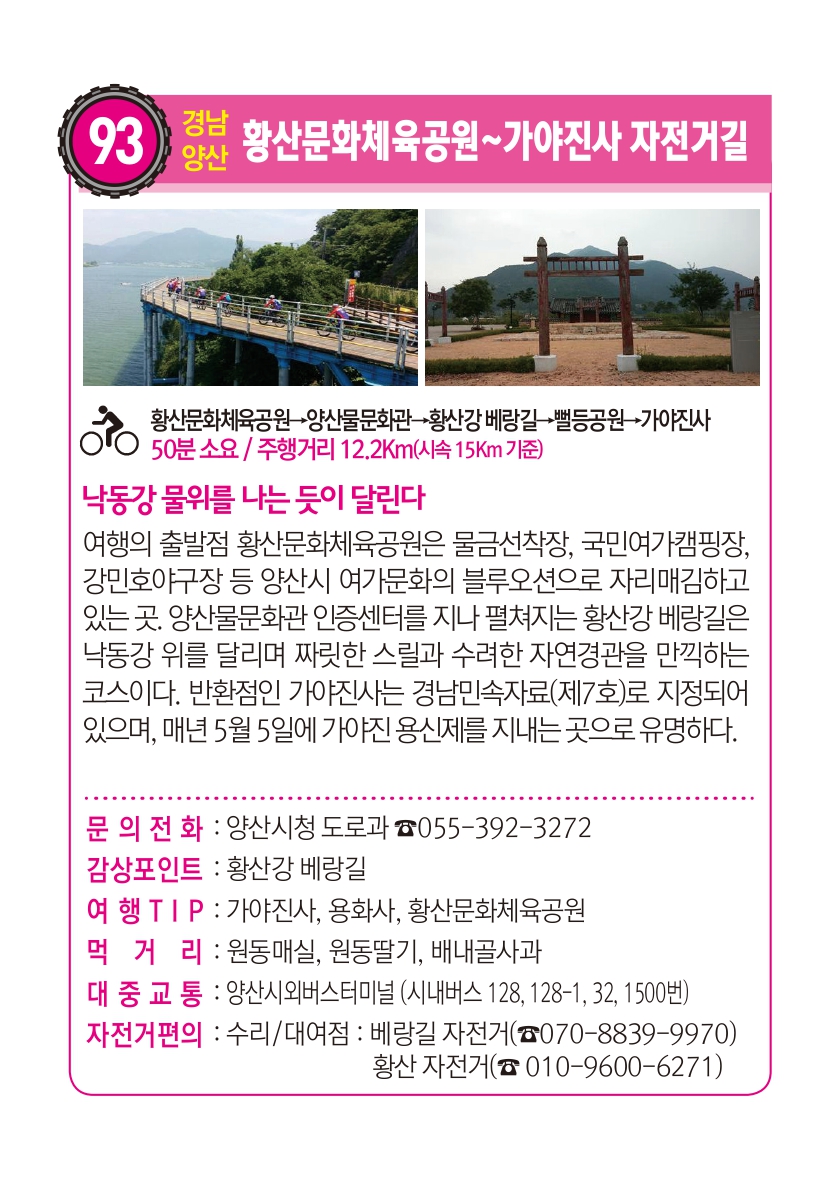 93
경남
양산
황산문화체육공원~가야진사 자전거길
황산문화체육공원→양산물문화관→황산강 베랑길→뻘등공원→가야진사
50분 소요 / 주행거리 12.2Km(시속 15Km 기준)
낙동강 물위를 나는 듯이 달린다
여행의 출발점 황산문화체육공원은 물금선착장, 국민여가캠핑장,
강민호야구장 등 양산시 여가문화의 블루오션으로 자리매김하고
있는 곳. 양산물문화관 인증센터를 지나 펼쳐지는 황산강 베랑길은
낙동강 위를 달리며 짜릿한 스릴과 수려한 자연경관을 만끽하는
코스이다. 반환점인 가야진사는 경남민속자료(제7호)로 지정되어
있으며, 매년 5월 5일에 가야진 용신제를 지내는 곳으로 유명하다.
문 의 전 화 : 양산시청 도로과 ☎055-392-3272
감상포인트 : 황산강 베랑길
여 행 T I P : 가야진사, 용화사, 황산문화체육공원
먹 거 리 : 원동매실, 원동딸기, 배내골사과
대 중 교 통 : 양산시외버스터미널 (시내버스 128, 128-1, 32, 1500번)
자전거편의 : 수리/대여점 : 베랑길 자전거(☎070-8839-9970)
황산 자전거(☎ 010-9600-6271)